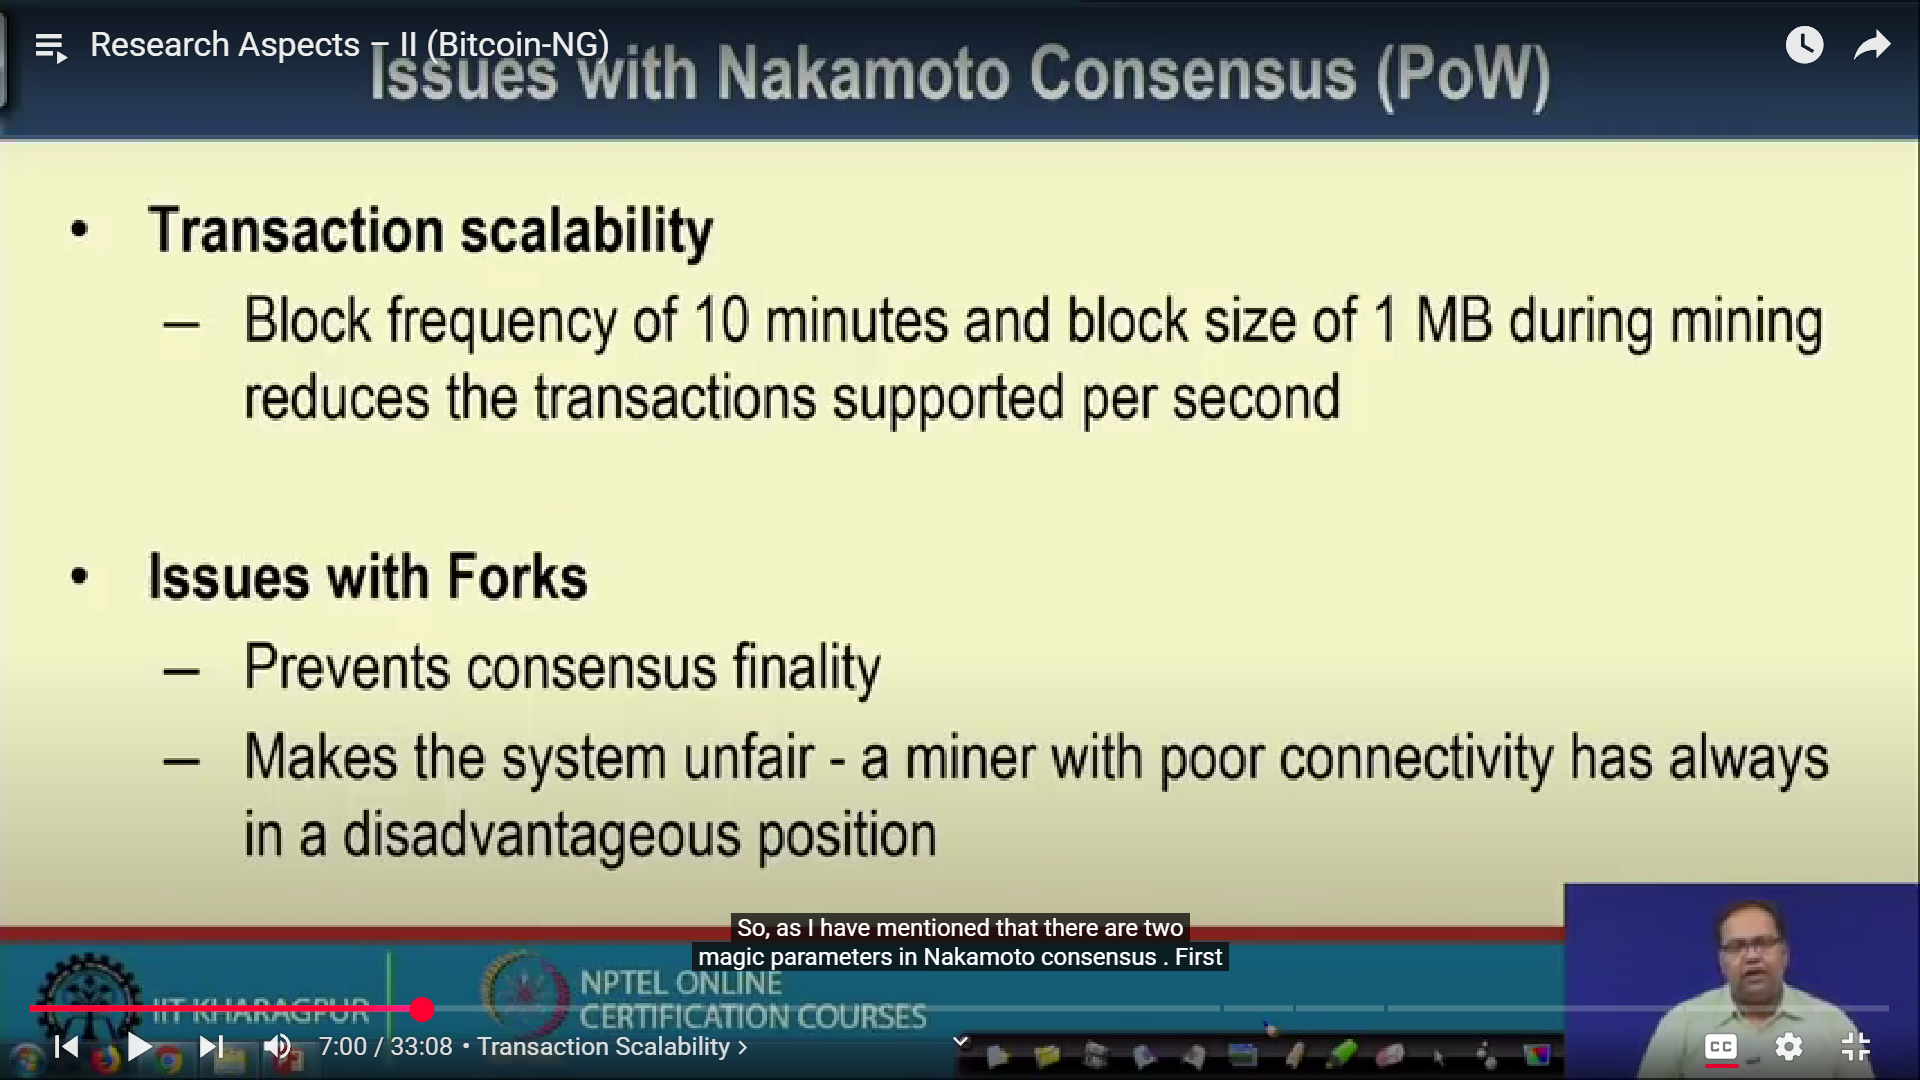 Research Aspects – II (Bitcoin-NG)
Issues with Nakamoto Consensus (PoW)
• Transaction scalability
– Block frequency of 10 minutes and block size of 1 MB during mining
reduces the transactions supported per second
• Issues with Forks
– Prevents consensus finality
– Makes the system unfair - a miner with poor connectivity has always
in a disadvantageous position
So, as I have mentioned that there are two
magic parameters in Nakamoto consensus . First
IIT KHARAGPUR
NPTEL ONLINE
CERTIFICATION COURSES
7:00 / 33:08 • Transaction Scalability >
CC